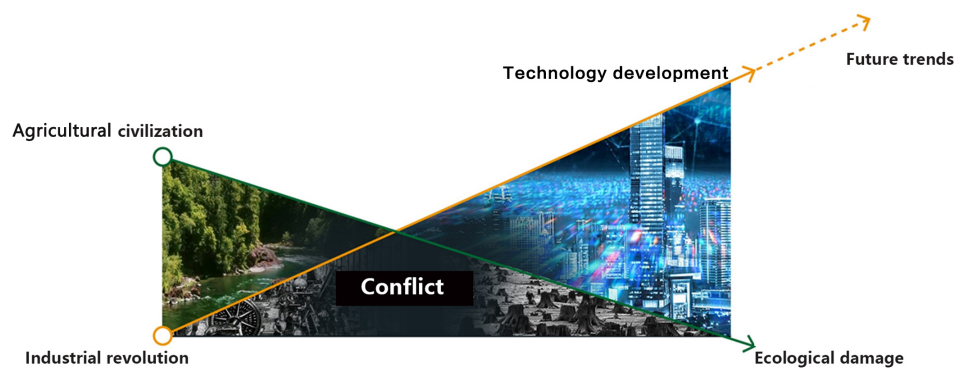 Future trends
Technology development
Agricultural civilization
Conflict
Industrial revolution
Ecological damage